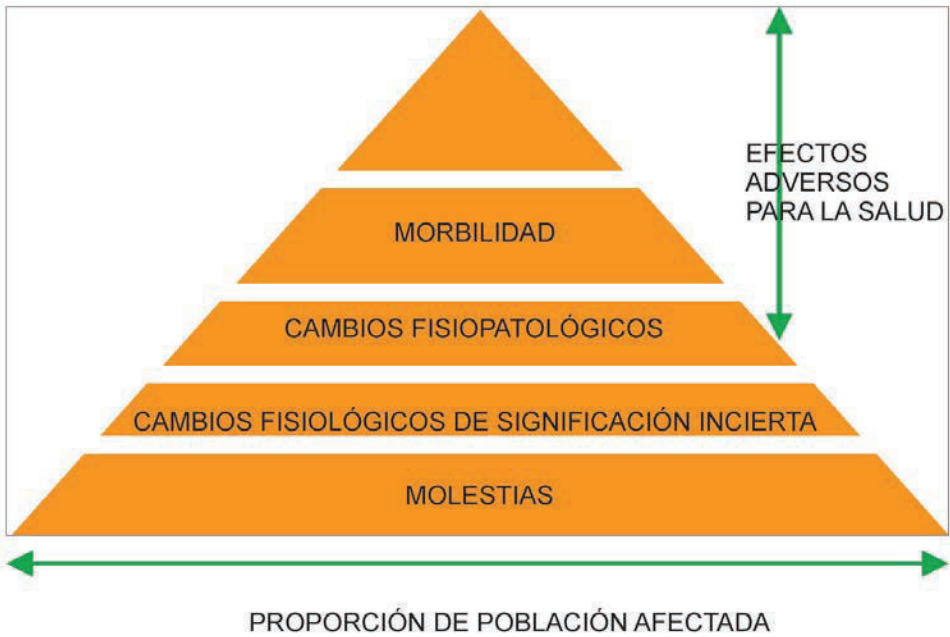 EFECTOS
ADVERSOS
PARA LA SALUD
MORBILIDAD
CAMBIOS FISIOPATOLÓGICOS
CAMBIOS FISIOLÓGICOS DE SIGNIFICACIÓN INCIERTA
MOLESTIAS
PROPORCIÓN DE POBLACIÓN AFECTADA